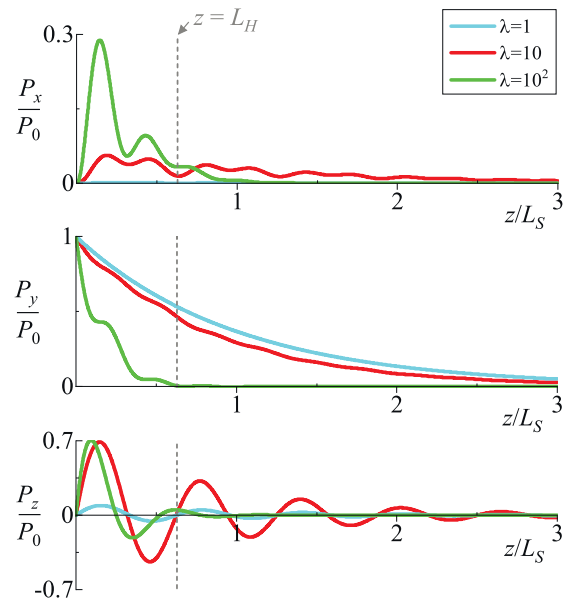 z = L_H
λ=1
λ=10
λ=10²
0.3
P_x
P_0
0
1
2
3
z/L_S
1
P_y
P_0
0
1
2
3
z/L_S
0.7
P_z
P_0
0
1
2
3
z/L_S
-0.7